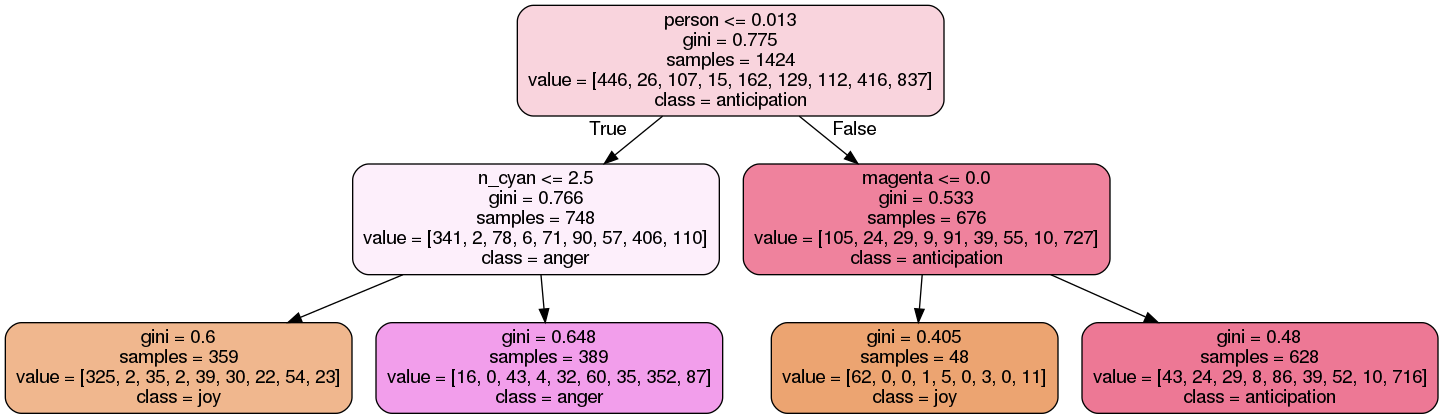 person <= 0.013
gini = 0.775
samples = 1424
value = [446, 26, 107, 15, 162, 129, 112, 416, 837]
class = anticipation
True
False
n_cyan <= 2.5
gini = 0.766
samples = 748
value = [341, 2, 78, 6, 71, 90, 57, 406, 110]
class = anger
magenta <= 0.0
gini = 0.533
samples = 676
value = [105, 24, 29, 9, 91, 39, 55, 10, 727]
class = anticipation
gini = 0.6
samples = 359
value = [325, 2, 35, 2, 39, 30, 22, 54, 23]
class = joy
gini = 0.648
samples = 389
value = [16, 0, 43, 4, 32, 60, 35, 352, 87]
class = anger
gini = 0.405
samples = 48
value = [62, 0, 0, 1, 5, 0, 3, 0, 11]
class = joy
gini = 0.48
samples = 628
value = [43, 24, 29, 8, 86, 39, 52, 10, 716]
class = anticipation